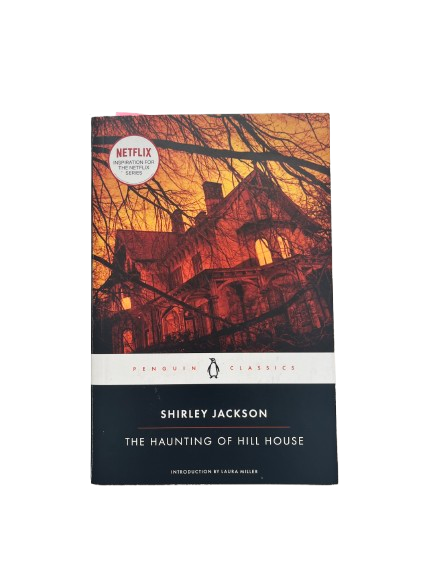 NETFLIX
INSPIRATION FOR
THE NETFLIX
SERIES
PENGUIN CLASSICS
SHIRLEY JACKSON
THE HAUNTING OF HILL HOUSE
INTRODUCTION BY LAURA MILLER